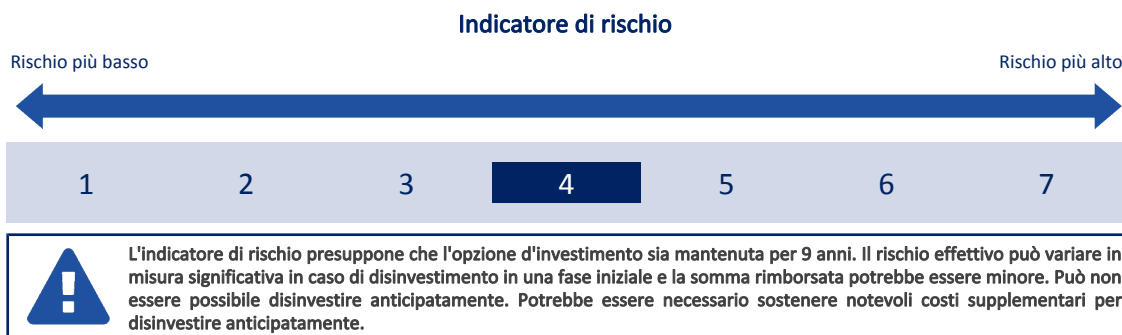 Indicatore di rischio
Rischio più basso
Rischio più alto
1 2 3 4 5 6 7
L'indicatore di rischio presuppone che l'opzione d'investimento sia mantenuta per 9 anni. Il rischio effettivo può variare in
misura significativa in caso di disinvestimento in una fase iniziale e la somma rimborsata potrebbe essere minore. Può non
essere possibile disinvestire anticipatamente. Potrebbe essere necessario sostenere notevoli costi supplementari per
disinvestire anticipatamente.